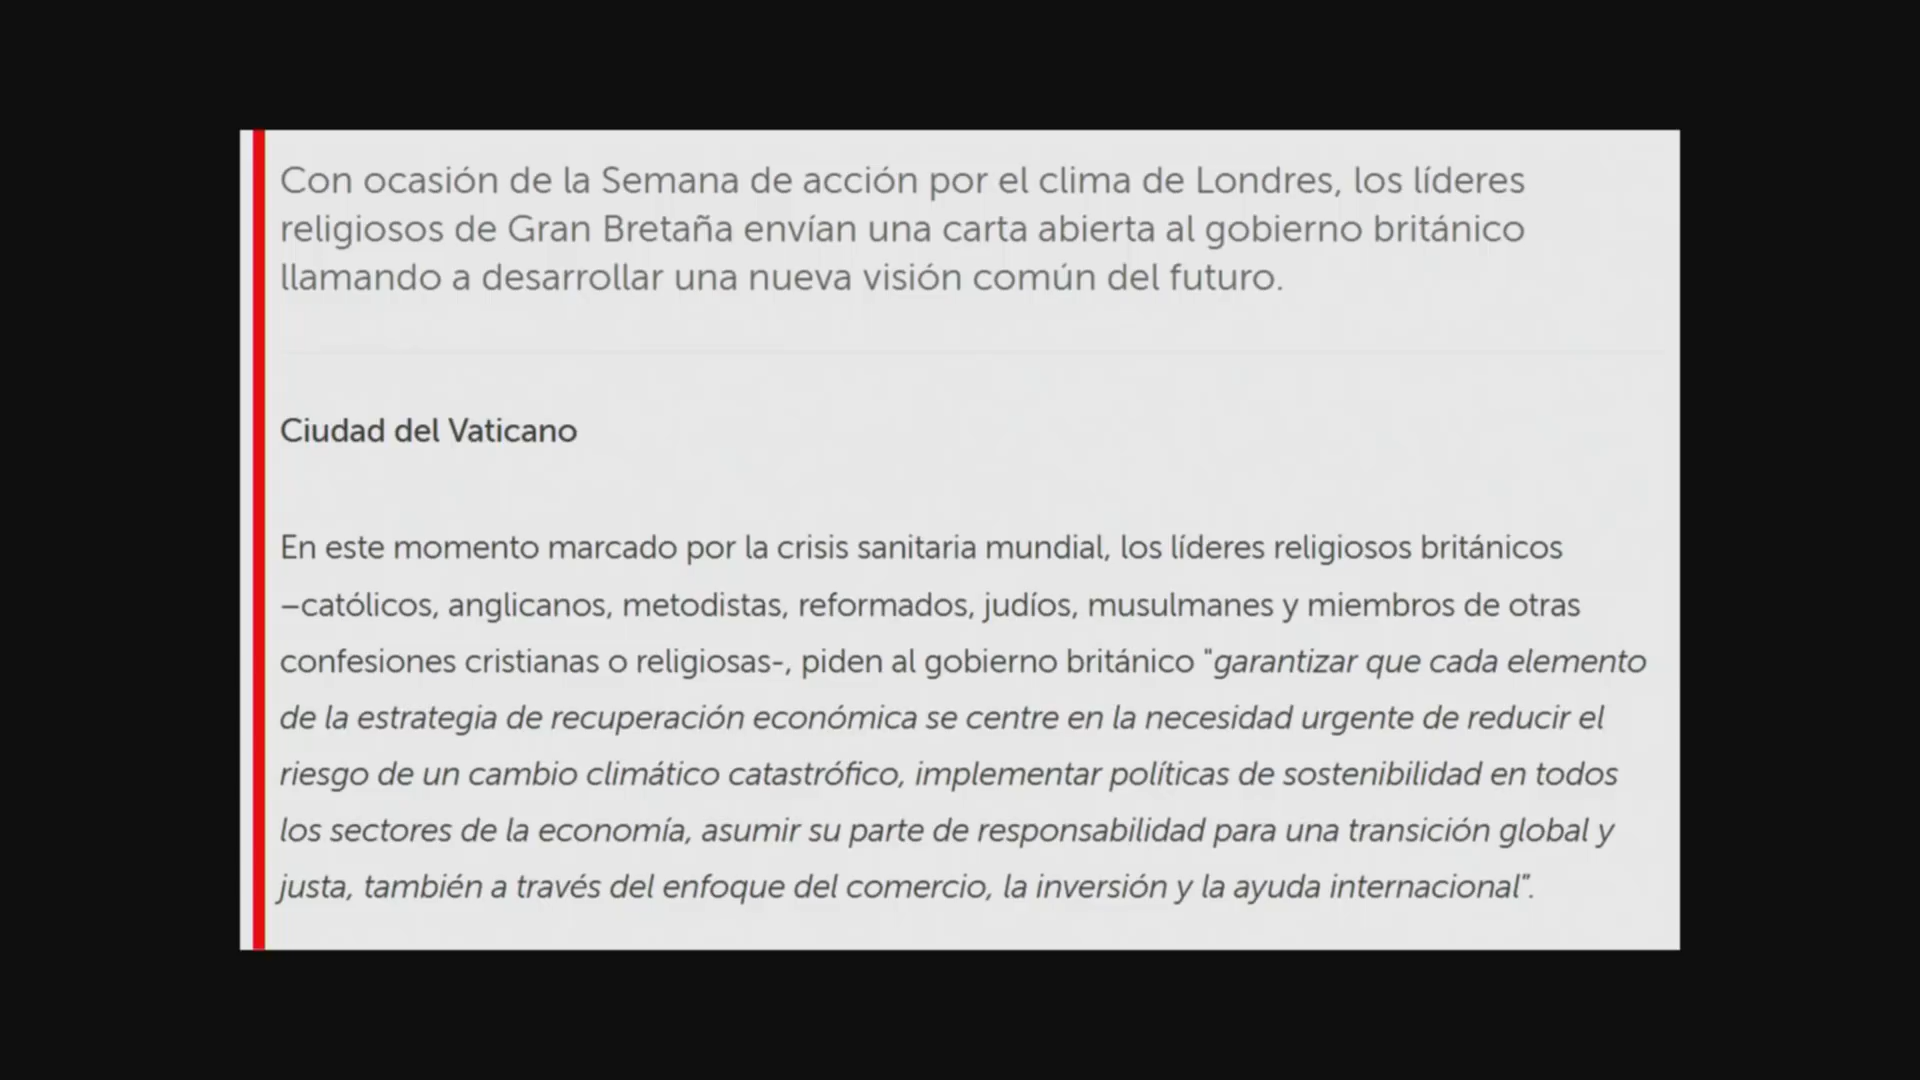 Con ocasión de la Semana de acción por el clima de Londres, los líderes
religiosos de Gran Bretaña envían una carta abierta al gobierno británico
llamando a desarrollar una nueva visión común del futuro.
Ciudad del Vaticano
En este momento marcado por la crisis sanitaria mundial, los líderes religiosos británicos
–católicos, anglicanos, metodistas, reformados, judíos, musulmanes y miembros de otras
confesiones cristianas o religiosas-, piden al gobierno británico "garantizar que cada elemento
de la estrategia de recuperación económica se centre en la necesidad urgente de reducir el
riesgo de un cambio climático catastrófico, implementar políticas de sostenibilidad en todos
los sectores de la economía, asumir su parte de responsabilidad para una transición global y
justa, también a través del enfoque del comercio, la inversión y la ayuda internacional”.